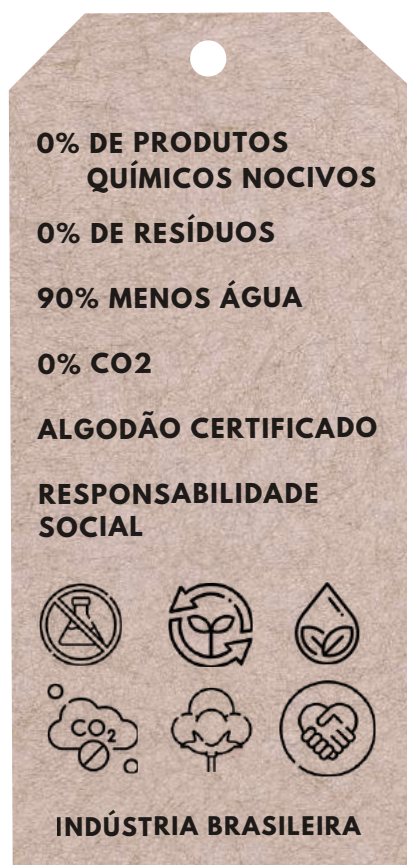 0% DE PRODUTOS
QUÍMICOS NOCIVOS
0% DE RESÍDUOS
90% MENOS ÁGUA
0% CO2
ALGODÃO CERTIFICADO
RESPONSABILIDADE
SOCIAL
CO2
INDÚSTRIA BRASILEIRA